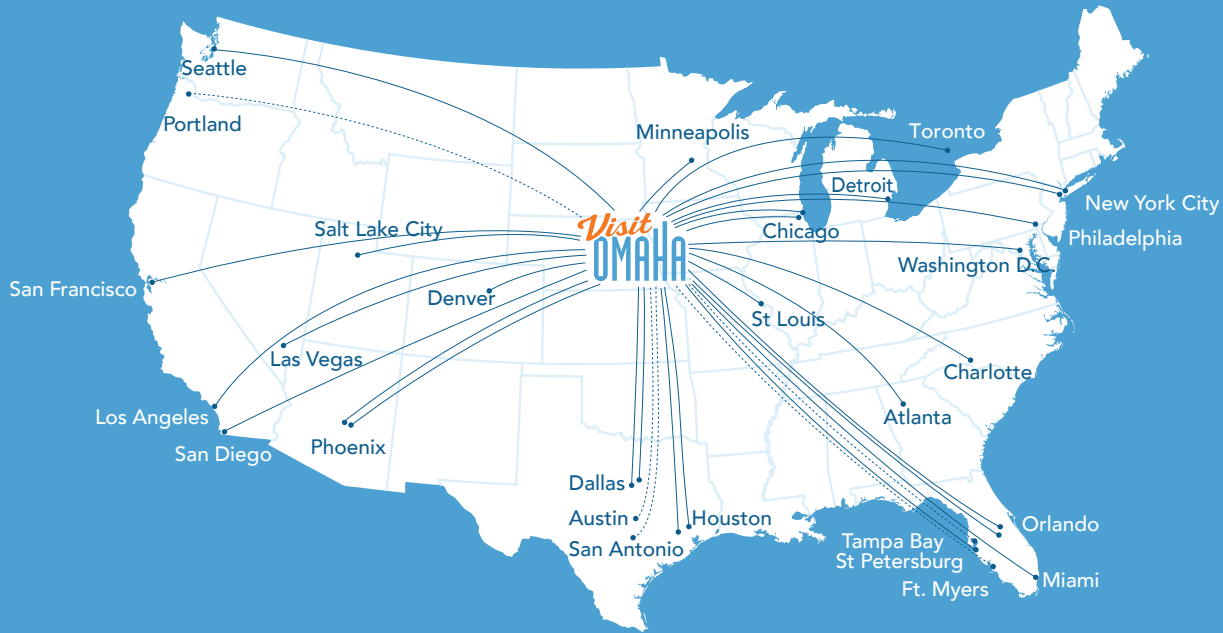 Seattle
Portland
Minneapolis
Toronto
Detroit
New York City
Salt Lake City
Visit
OMAHA
Chicago
Philadelphia
Washington D.C.
San Francisco
Denver
St Louis
Las Vegas
Charlotte
Los Angeles
Atlanta
San Diego
Phoenix
Dallas
Austin
Houston
San Antonio
Orlando
Tampa Bay
St Petersburg
Ft. Myers
Miami